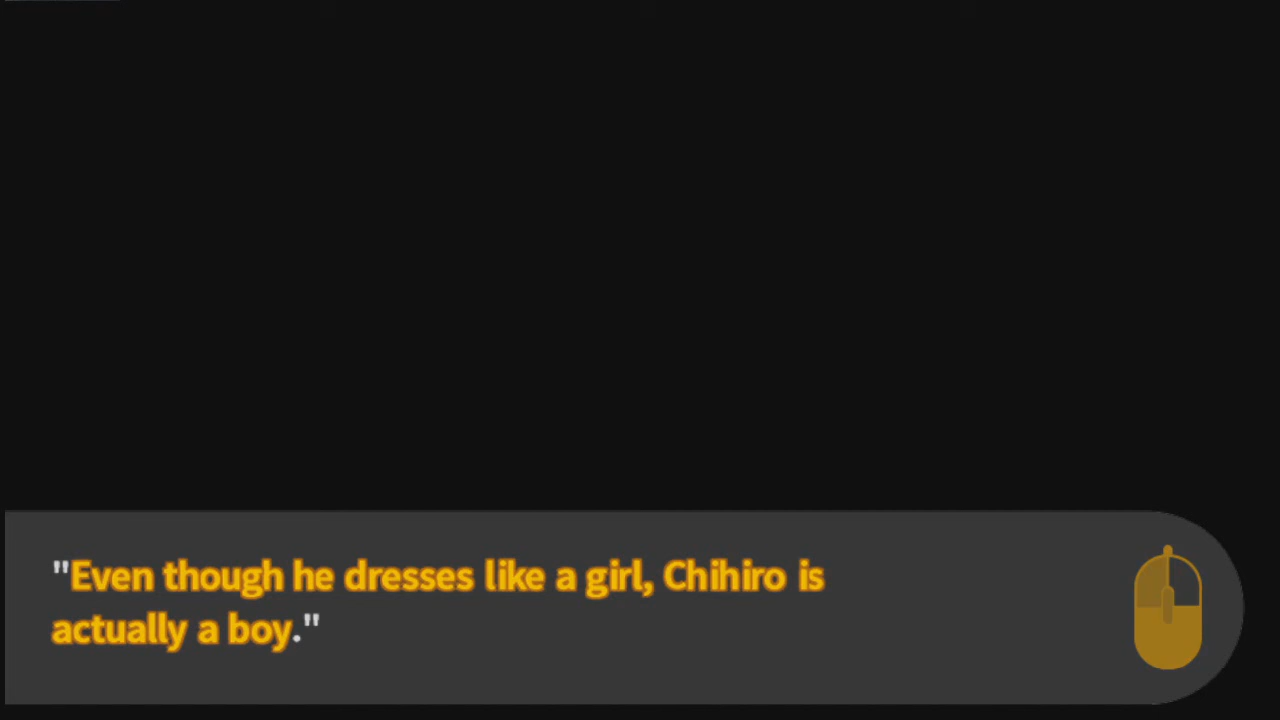 "Even though he dresses like a girl, Chihiro is
actually a boy."